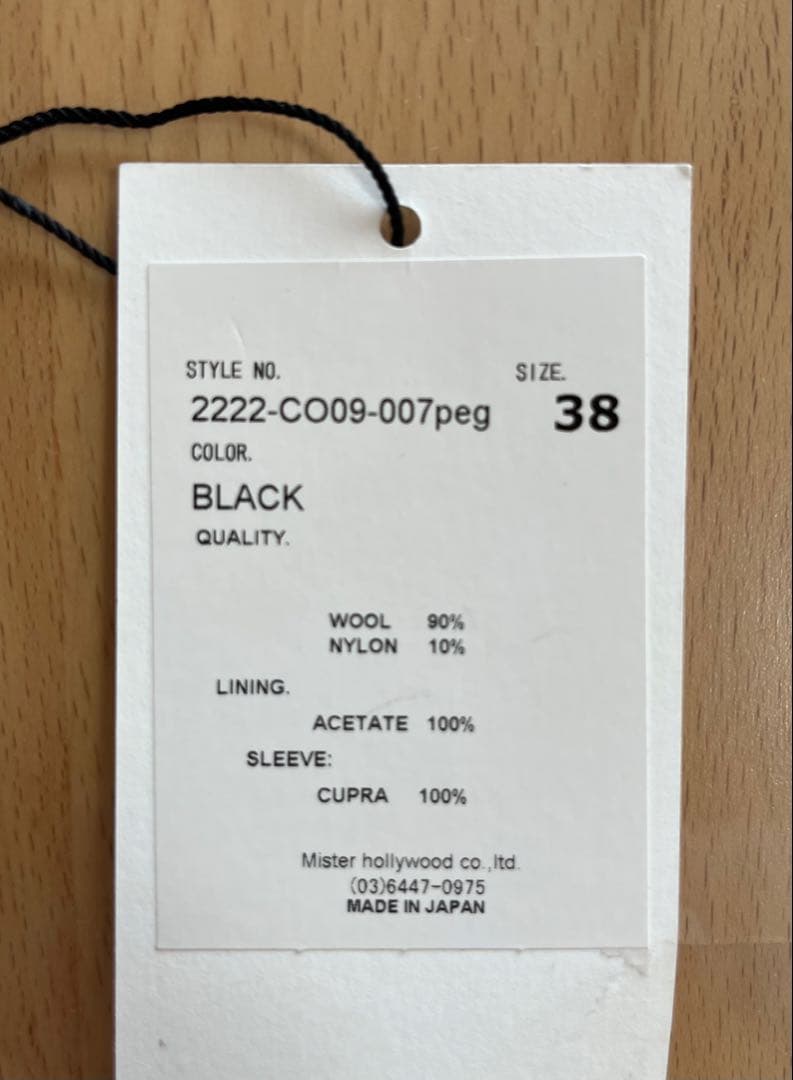 STYLE NO. SIZE.
2222-CO09-007peg 38
COLOR.
BLACK
QUALITY.
WOOL 90%
NYLON 10%
LINING.
ACETATE 100%
SLEEVE:
CUPRA 100%
Mister hollywood co.,ltd.
(03)6447-0975
MADE IN JAPAN